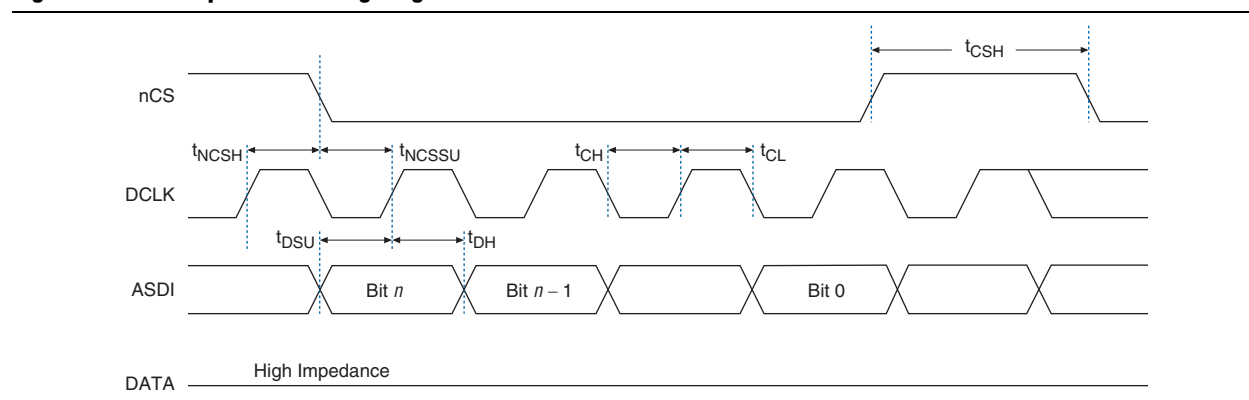 tCSH
nCS
tNCSH
tNCSSU
tCH
tCL
DCLK
tDSU
tDH
ASDI
Bit n
Bit n – 1
Bit 0
High Impedance
DATA